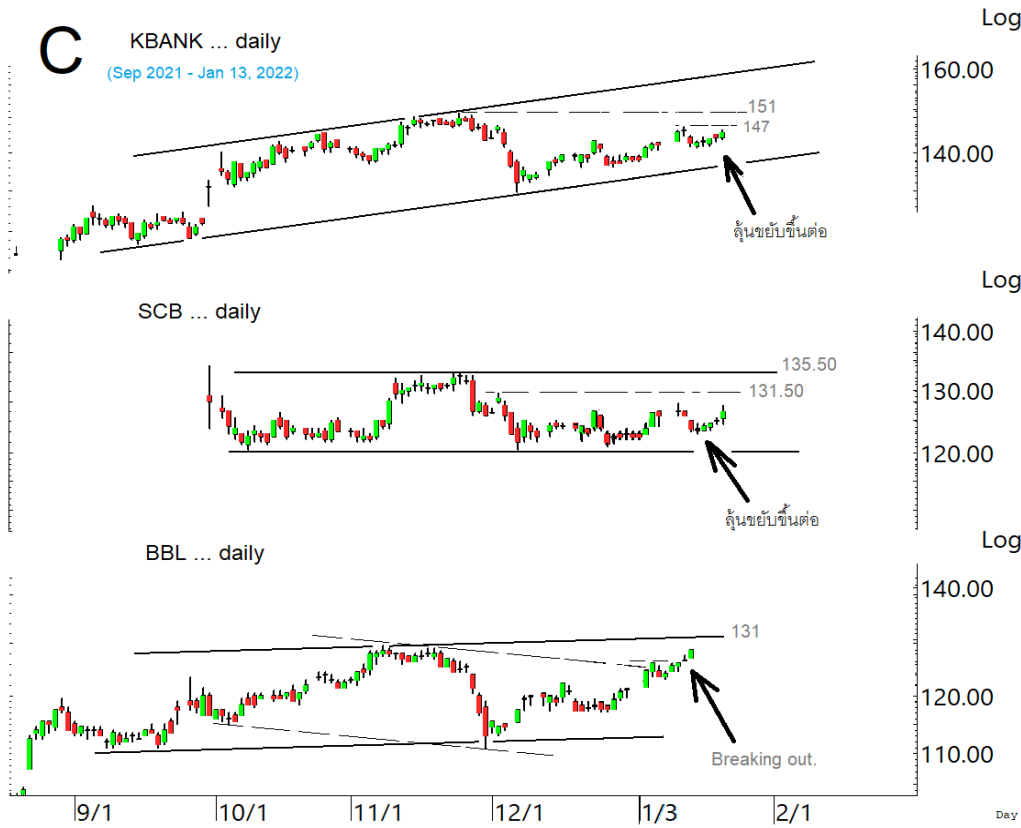 Log
C
KBANK ... daily
(Sep 2021 - Jan 13, 2022)
160.00
151
147
140.00
ลุ้นขยับขึ้นต่อ
Log
SCB ... daily
140.00
135.50
130.00
131.50
120.00
ลุ้นขยับขึ้นต่อ
Log
BBL ... daily
140.00
131
120.00
110.00
Breaking out.
9/1 10/1 11/1 12/1 1/3 2/1
Day